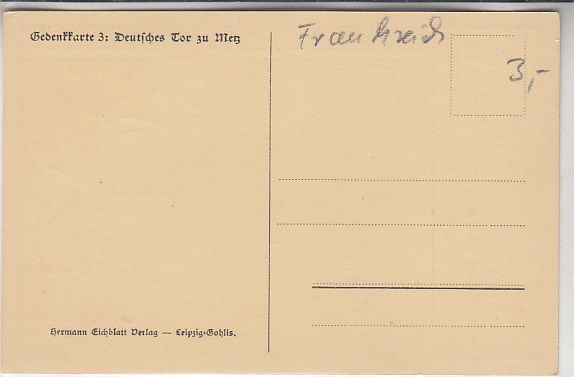 Gedenkkarte 3: Deutsches Tor zu Metz
Frankreich
3,-
Hermann Eichblatt Verlag — Leipzig-Gohlis.